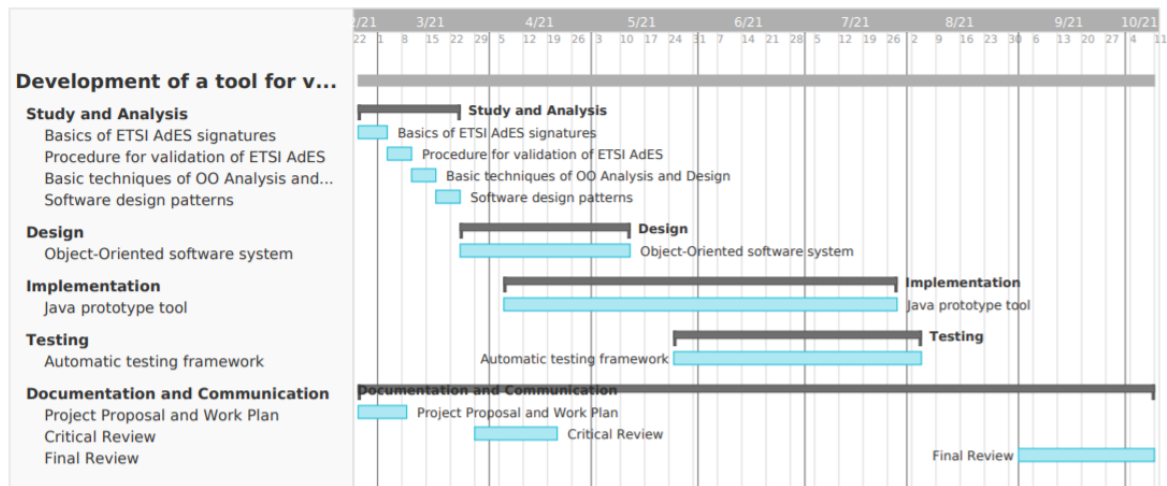 2/21 3/21 4/21 5/21 6/21 7/21 8/21 9/21 10/21
22 1 8 15 22 29 5 12 19 26 3 10 17 24 31 7 14 21 28 5 12 19 26 2 9 16 23 30 6 13 20 27 4 11
Development of a tool for v...
Study and Analysis Study and Analysis
Basics of ETSI AdES signatures Basics of ETSI AdES signatures
Procedure for validation of ETSI AdES Procedure for validation of ETSI AdES
Basic techniques of OO Analysis and... Basic techniques of OO Analysis and Design
Software design patterns Software design patterns
Design Design
Object-Oriented software system Object-Oriented software system
Implementation Implementation
Java prototype tool Java prototype tool
Testing Testing
Automatic testing framework Automatic testing framework
Documentation and Communication Documentation and Communication
Project Proposal and Work Plan Project Proposal and Work Plan
Critical Review Critical Review
Final Review Final Review